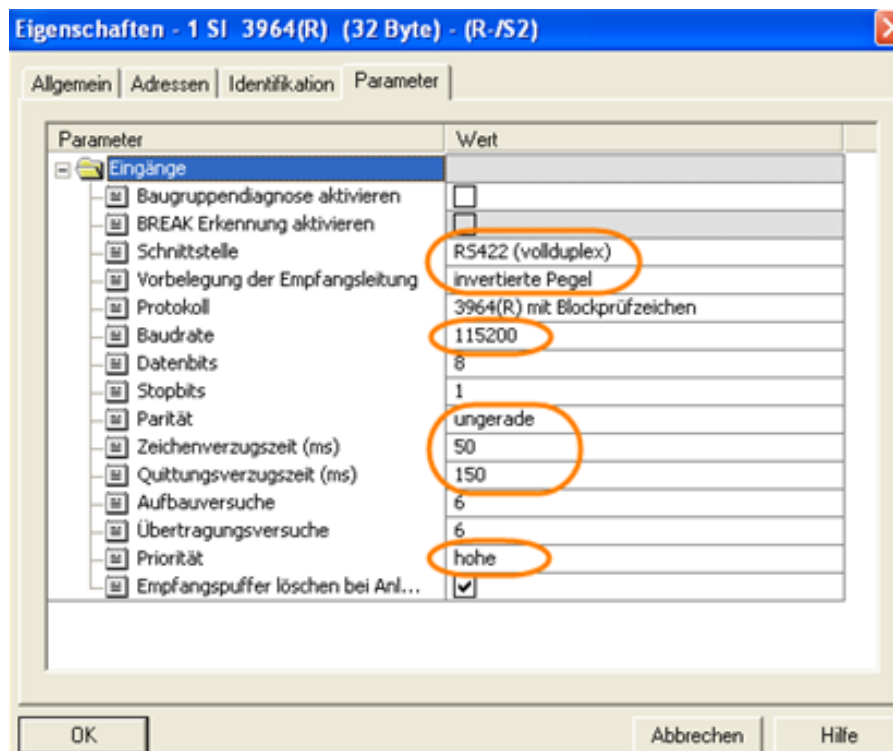 Eigenschaften - 1 SI 3964(R) (32 Byte) - (R-/S2)
Allgemein Adressen Identifikation Parameter
Parameter Wert
Eingänge
Baugruppendiagnose aktivieren
BREAK Erkennung aktivieren
Schnittstelle RS422 (vollduplex)
Vorbelegung der Empfangsleitung invertierte Pegel
Protokoll 3964(R) mit Blockprüfzeichen
Baudrate 115200
Datenbits 8
Stopbits 1
Parität ungerade
Zeichenverzugszeit (ms) 50
Quittungsverzugszeit (ms) 150
Aufbauversuche 6
Übertragungsversuche 6
Priorität hohe
Empfangspuffer löschen bei Anl...
OK Abbrechen Hilfe